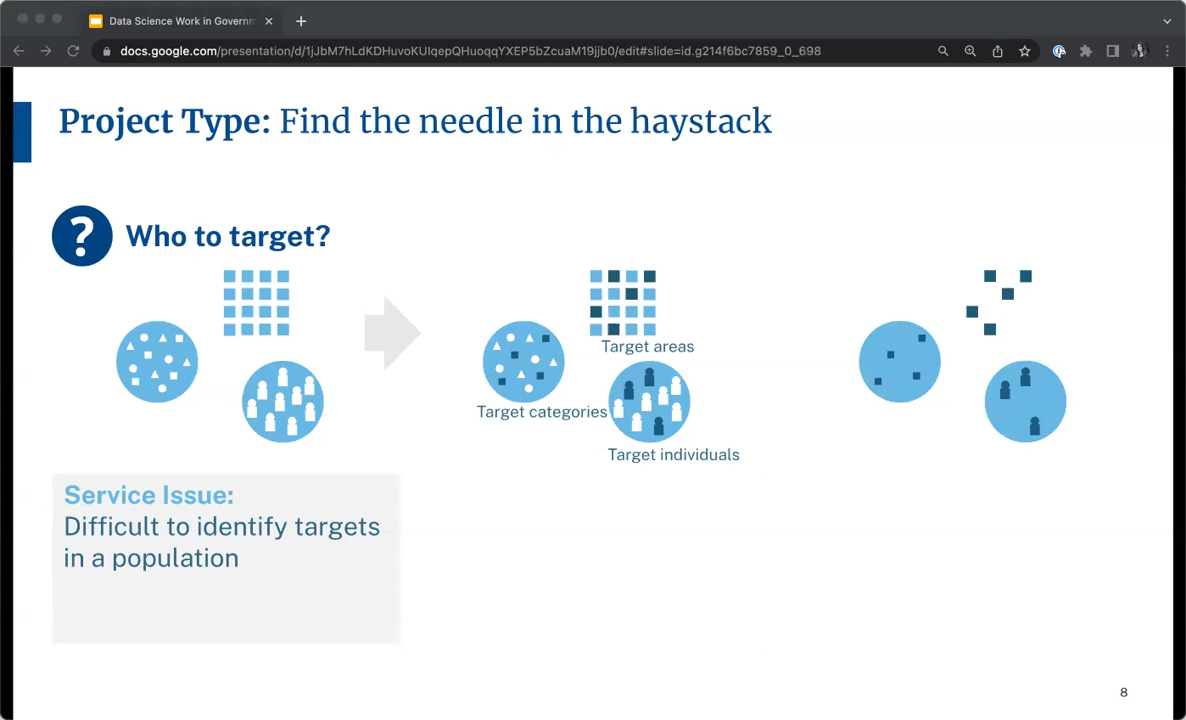 Data Science Work in Governm
docs.google.com/presentation/d/1jJbM7hLdKDHuvoKUIqepQHuoqqYXEP5bZcuaM19jjb0/edit#slide=id.g214f6bc7859_0_698
Project Type: Find the needle in the haystack
? Who to target?
Target areas
Target categories
Target individuals
Service Issue:
Difficult to identify targets
in a population
8